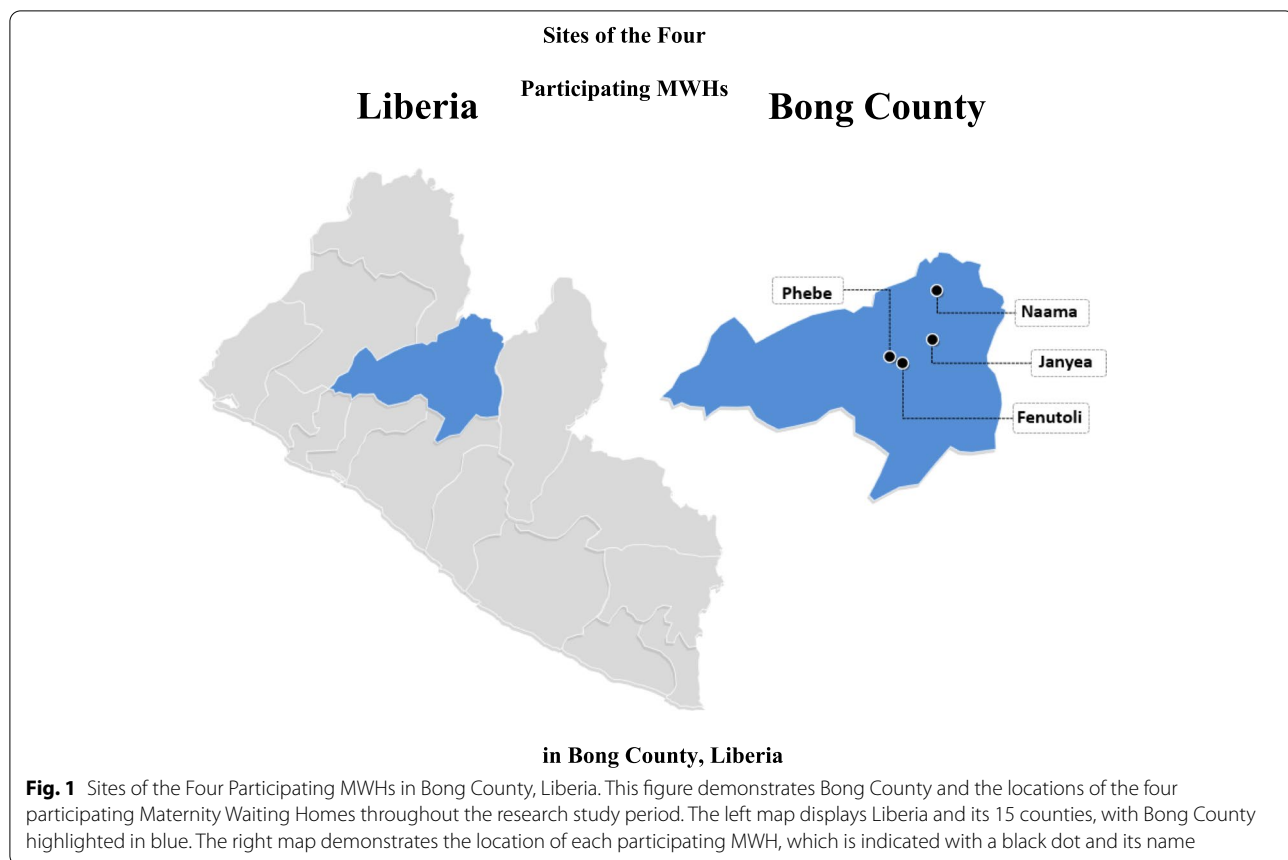 Sites of the Four
Participating MWHs
Liberia
Bong County
Phebe
Naama
Janyea
Fenutoli
in Bong County, Liberia
Fig. 1 Sites of the Four Participating MWHs in Bong County, Liberia. This figure demonstrates Bong County and the locations of the four
participating Maternity Waiting Homes throughout the research study period. The left map displays Liberia and its 15 counties, with Bong County
highlighted in blue. The right map demonstrates the location of each participating MWH, which is indicated with a black dot and its name